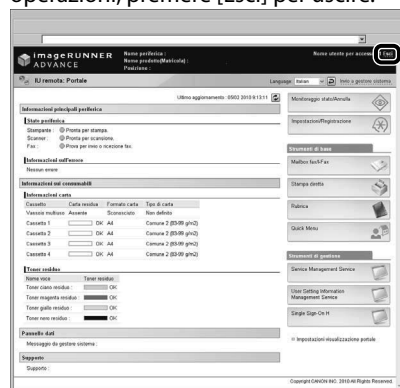 operazioni, premere [Esci] per uscire.
imageRUNNER
ADVANCE
Nome periferica :
Nome prodotto(Matricola) :
Posizione :
Nome utente per accesso :
Esci
IU remota: Portale
Language: Italian
Invio a gestore sistema
Ultimo aggiornamento : 05/02 2010 9:13:11
Informazioni principali periferica
Stato periferica
Stampante : Pronta per stampa.
Scanner : Pronta per scansione.
Fax : Prova per invio o ricezione fax.
Informazioni sull'errore
Nessun errore
Informazioni sui consumabili
Informazioni carta
Cassetto Carta residua Formato carta Tipo di carta
Vassoio multiuso Assente Sconosciuto Non definito
Cassetto 1 OK A4 Comune 2 (83-99 g/m2)
Cassetto 2 OK A4 Comune 2 (83-99 g/m2)
Cassetto 3 OK A4 Comune 2 (83-99 g/m2)
Cassetto 4 OK A4 Comune 2 (83-99 g/m2)
Toner residuo
Nome voce Toner residuo
Toner ciano residuo : OK
Toner magenta residuo : OK
Toner giallo residuo : OK
Toner nero residuo : OK
Pannello dati
Messaggio da gestore sistema :
Supporto
Supporto :
Monitoraggio stato/Annulla
Impostazioni/Registrazione
Strumenti di base
Mailbox fax/I-Fax
Stampa diretta
Rubrica
Quick Menu
Strumenti di gestione
Service Management Service
User Setting Information
Management Service
Single Sign-On H
Impostazioni visualizzazione portale
Copyright CANON INC. 2010 All Rights Reserved